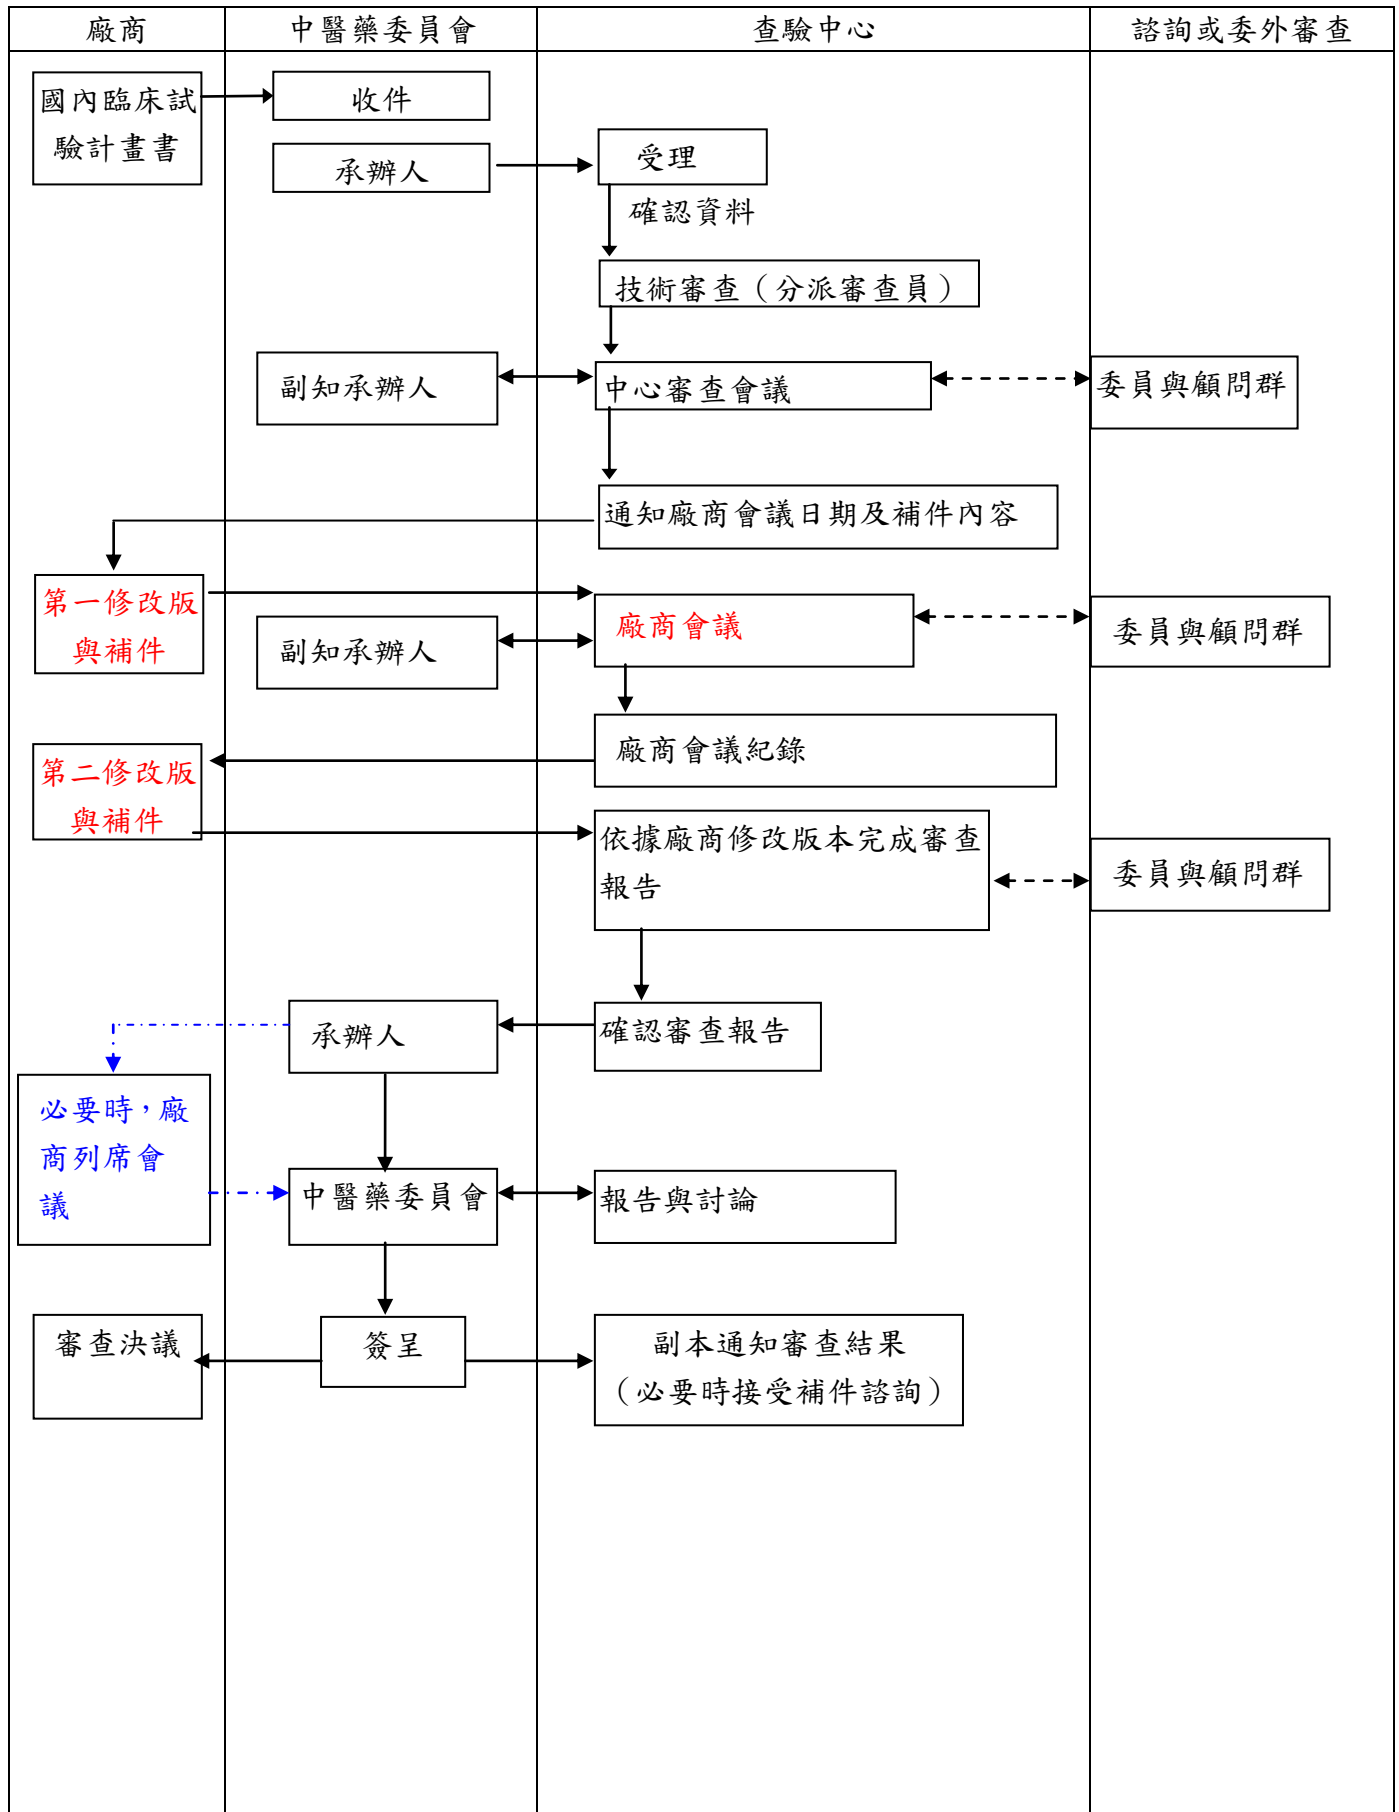 廠商
中醫藥委員會
查驗中心
諮詢或委外審查
國內臨床試
驗計畫書
收件
承辦人
受理
確認資料
技術審查（分派審查員）
副知承辦人
中心審查會議
委員與顧問群
通知廠商會議日期及補件內容
第一修改版
與補件
副知承辦人
廠商會議
委員與顧問群
廠商會議紀錄
第二修改版
與補件
依據廠商修改版本完成審查
報告
委員與顧問群
承辦人
確認審查報告
必要時，廠
商列席會
議
中醫藥委員會
報告與討論
審查決議
簽呈
副本通知審查結果
（必要時接受補件諮詢）